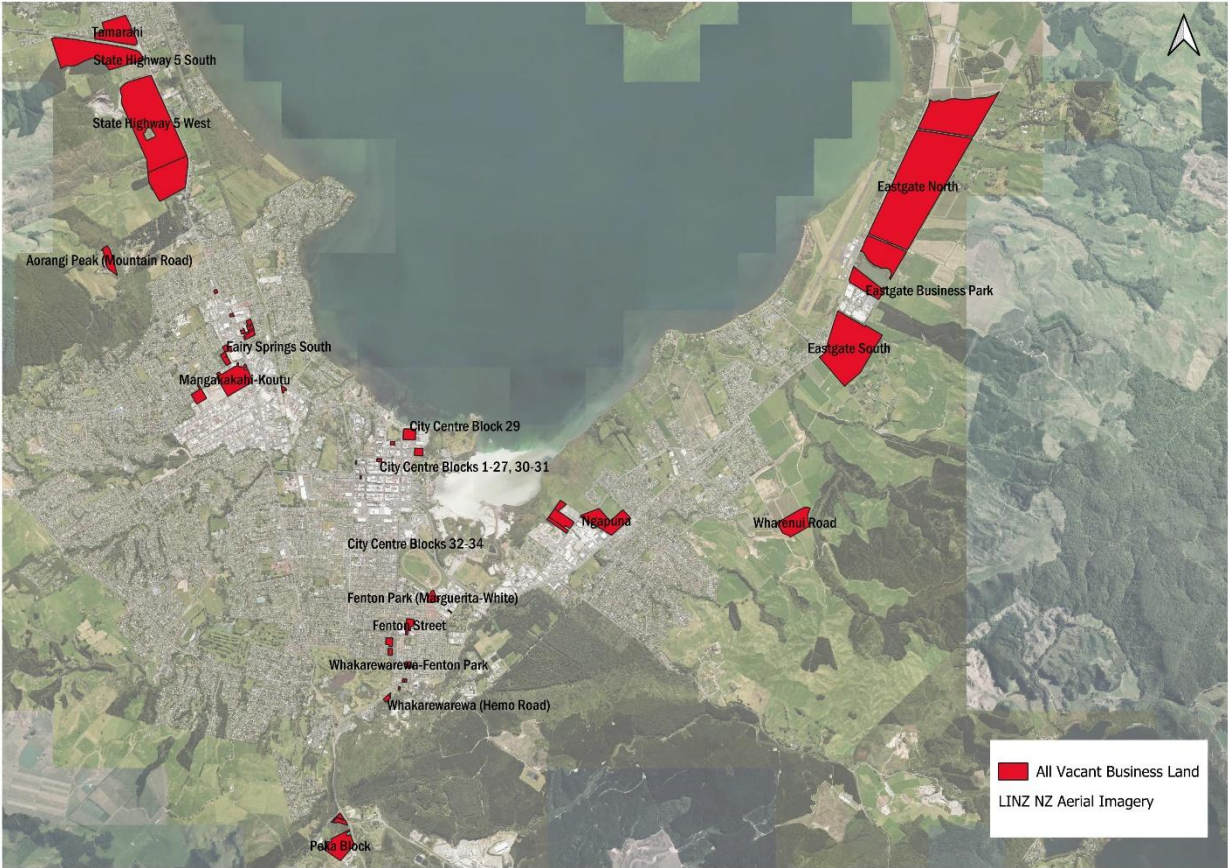 Tamarahi
State Highway 5 South
State Highway 5 West
Eastgate North
Aorangi Peak (Mountain Road)
Eastgate Business Park
Fairy Springs South
Eastgate South
Mangakakahi-Koutu
City Centre Block 29
City Centre Blocks 1-27, 30-31
Ngapuna
Wharenui Road
City Centre Blocks 32-34
Fenton Park (Marguerita-White)
Fenton Street
Whakarewarewa-Fenton Park
Whakarewarewa (Hemo Road)
Peka Block
All Vacant Business Land
LINZ NZ Aerial Imagery